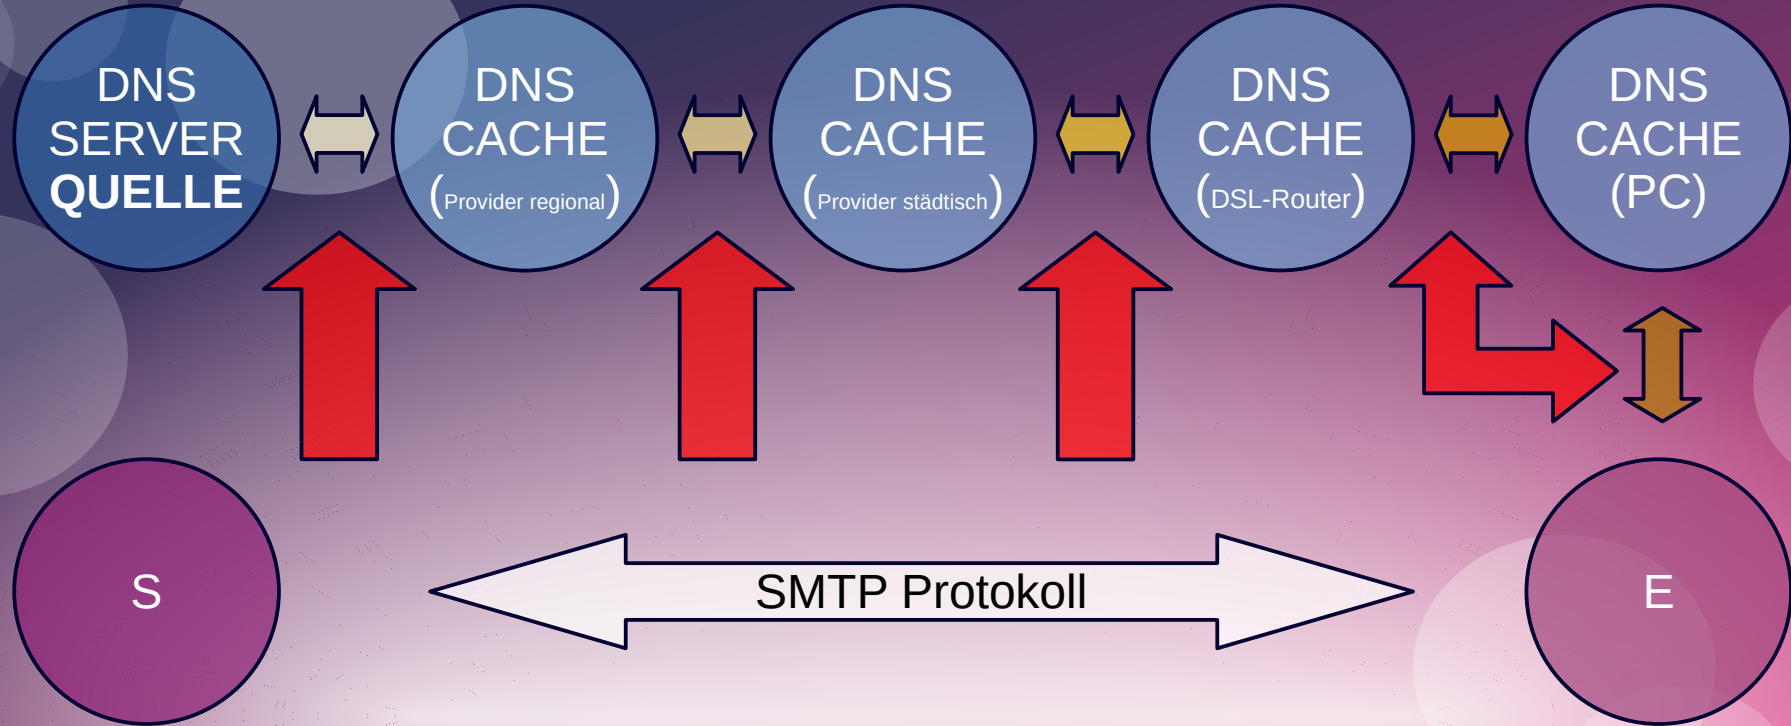 DNS
SERVER
QUELLE
DNS
CACHE
(Provider regional)
DNS
CACHE
(Provider städtisch)
DNS
CACHE
(DSL-Router)
DNS
CACHE
(PC)
S
SMTP Protokoll
E